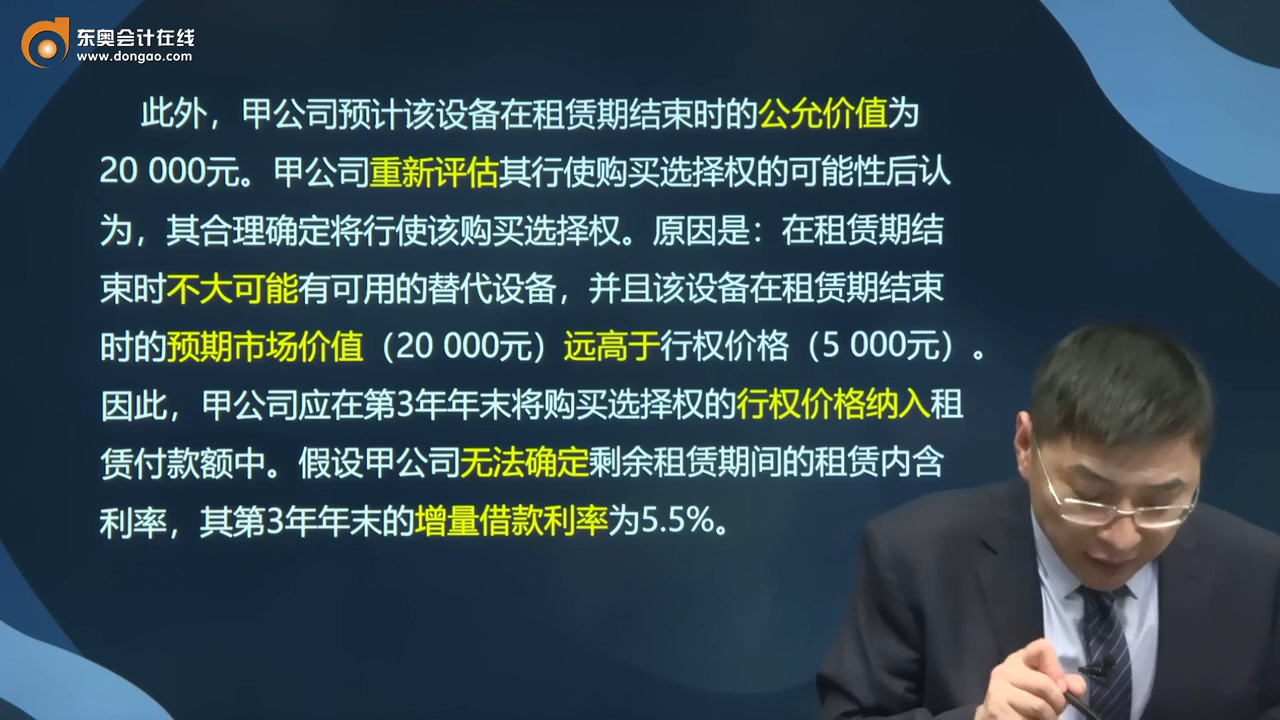 东奥会计在线
www.dongao.com
此外，甲公司预计该设备在租赁期结束时的公允价值为
20 000元。甲公司重新评估其行使购买选择权的可能性后认
为，其合理确定将行使该购买选择权。原因是：在租赁期结
束时不大可能有可用的替代设备，并且该设备在租赁期结束
时的预期市场价值（20 000元）远高于行权价格（5 000元）。
因此，甲公司应在第3年年末将购买选择权的行权价格纳入租
赁付款额中。假设甲公司无法确定剩余租赁期间的租赁内含
利率，其第3年年末的增量借款利率为5.5%。